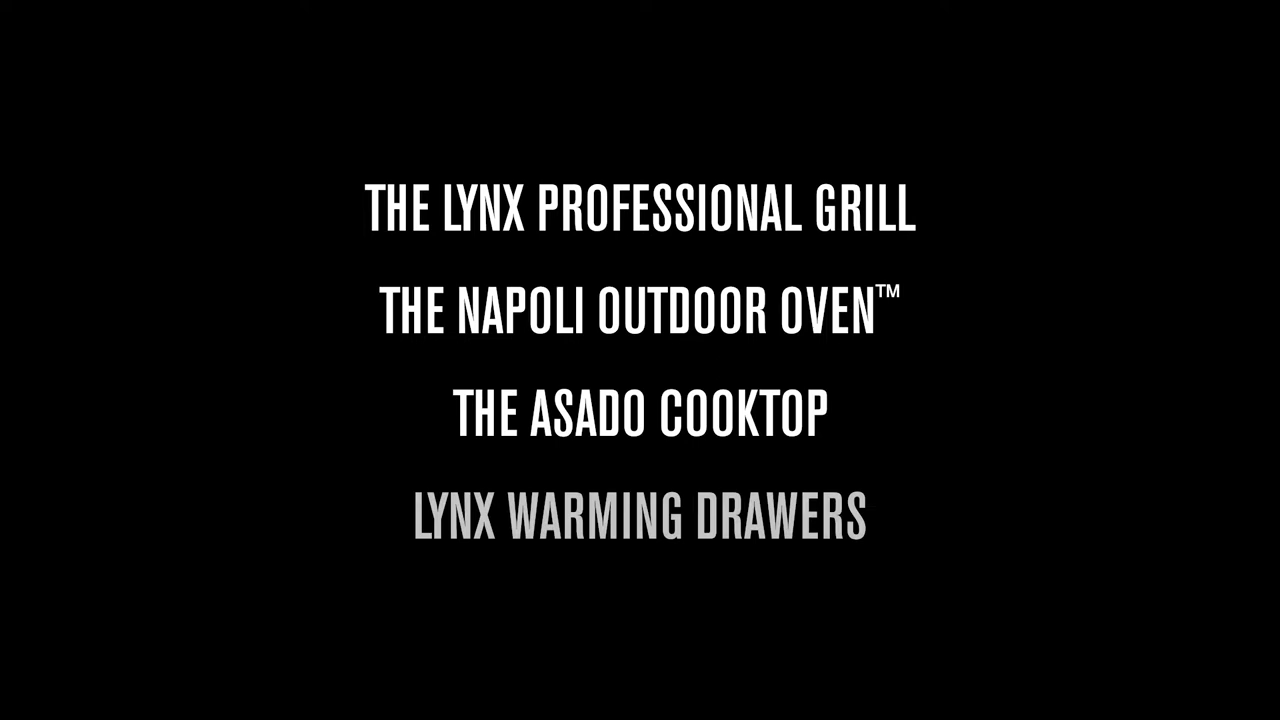 THE LYNX PROFESSIONAL GRILL
THE NAPOLI OUTDOOR OVEN™
THE ASADO COOKTOP
LYNX WARMING DRAWERS